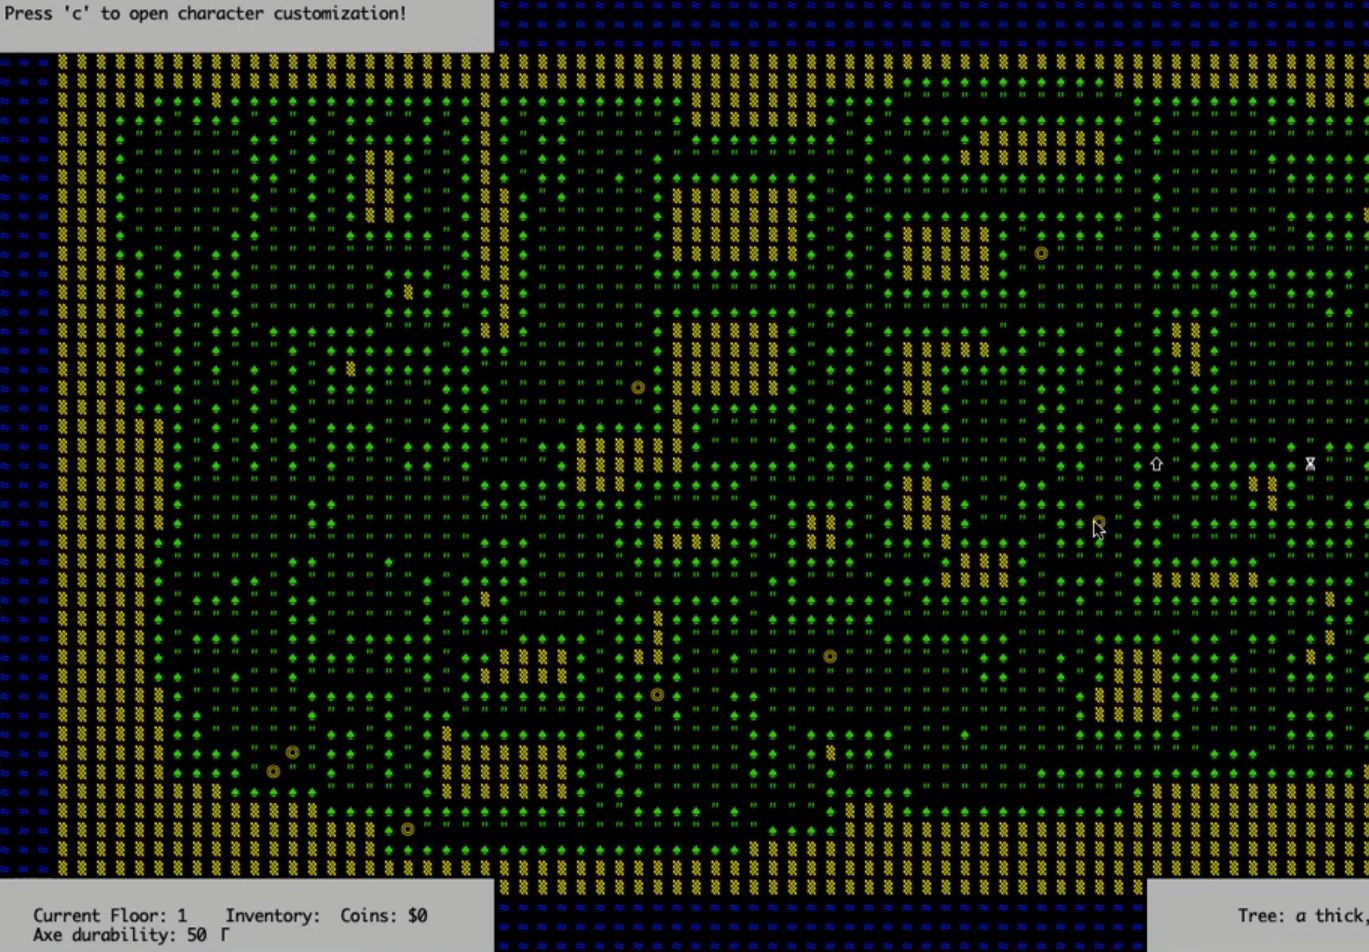 Press 'c' to open character customization!
Current Floor: 1    Inventory:  Coins: $0
Axe durability: 50 Γ
Tree: a thick,